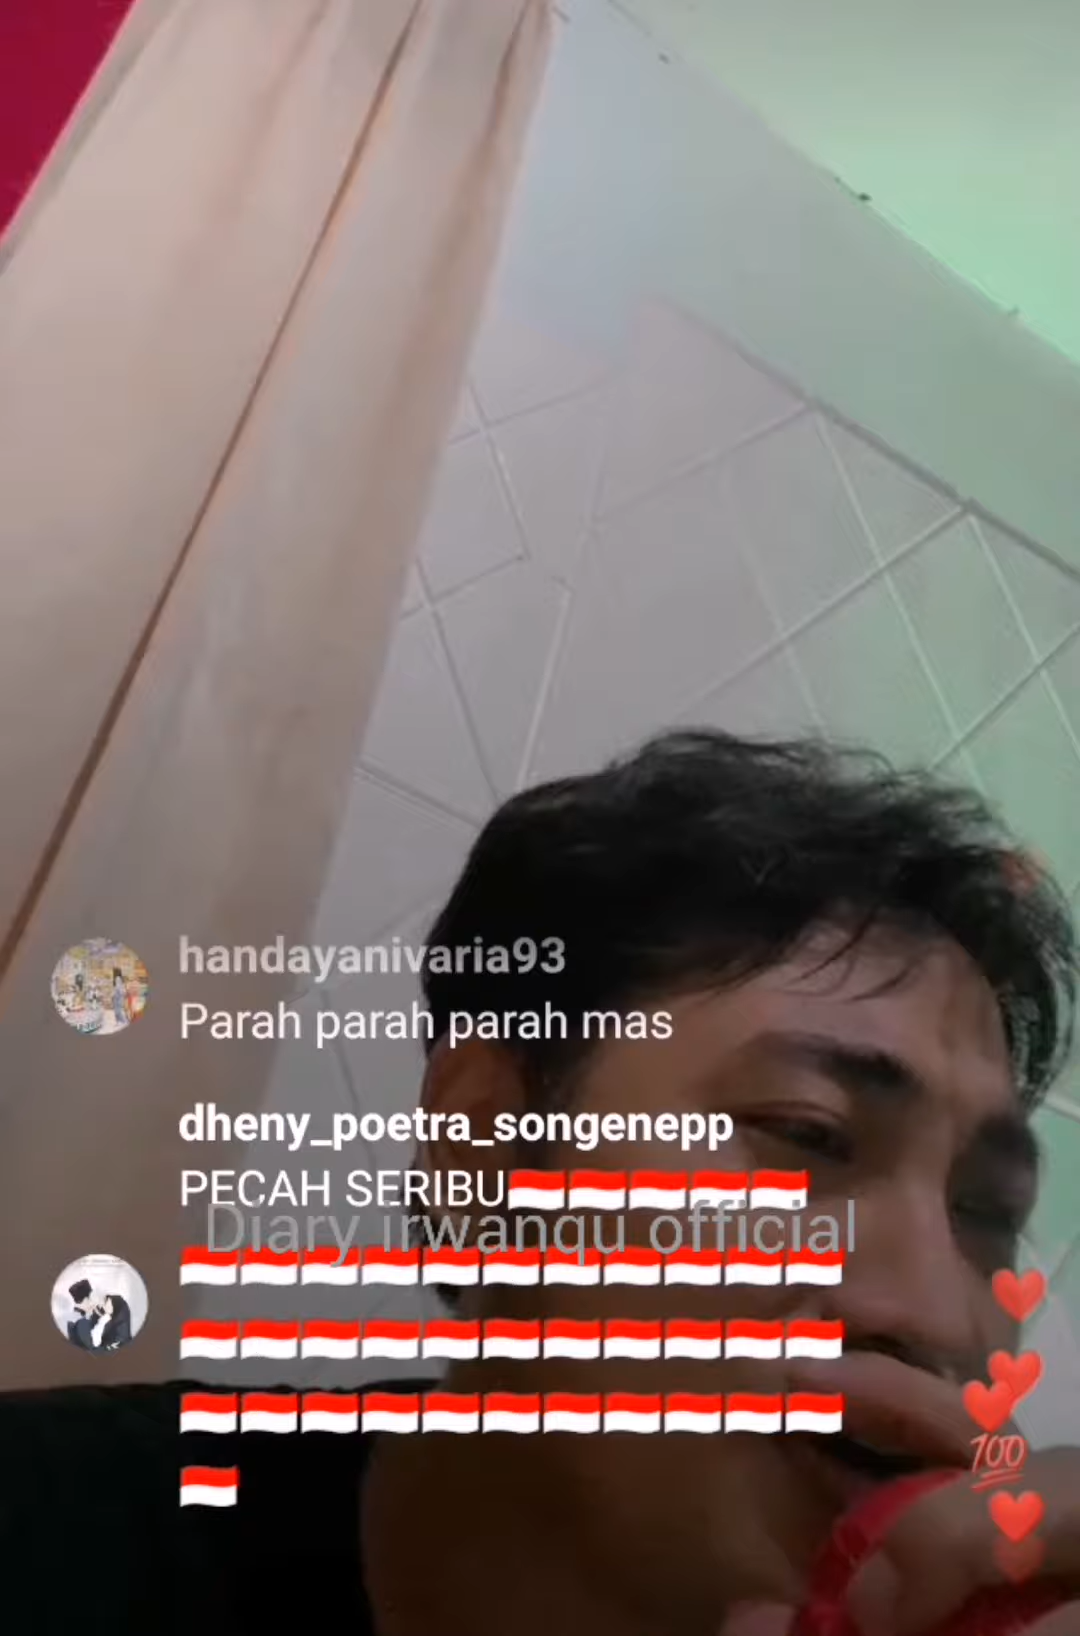 handayanivaria93
Parah parah parah mas
dheny_poetra_songenepp
PECAH SERIBU🇮🇩🇮🇩🇮🇩🇮🇩🇮🇩
Diary irwanqu official
🇮🇩🇮🇩🇮🇩🇮🇩🇮🇩🇮🇩🇮🇩🇮🇩🇮🇩🇮🇩🇮🇩
🇮🇩🇮🇩🇮🇩🇮🇩🇮🇩🇮🇩🇮🇩🇮🇩🇮🇩🇮🇩🇮🇩
🇮🇩🇮🇩🇮🇩🇮🇩🇮🇩🇮🇩🇮🇩🇮🇩🇮🇩🇮🇩🇮🇩
🇮🇩
💯